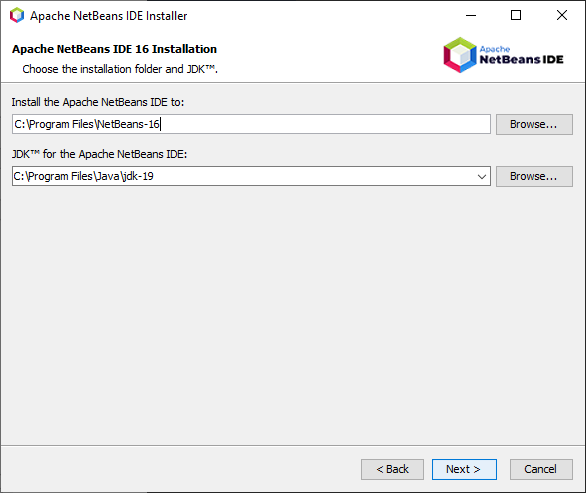 Apache NetBeans IDE Installer
Apache NetBeans IDE 16 Installation
Choose the installation folder and JDK™.
Apache
NetBeans IDE
Install the Apache NetBeans IDE to:
C:\Program Files\NetBeans-16
Browse...
JDK™ for the Apache NetBeans IDE:
C:\Program Files\Java\jdk-19
Browse...
< Back
Next >
Cancel